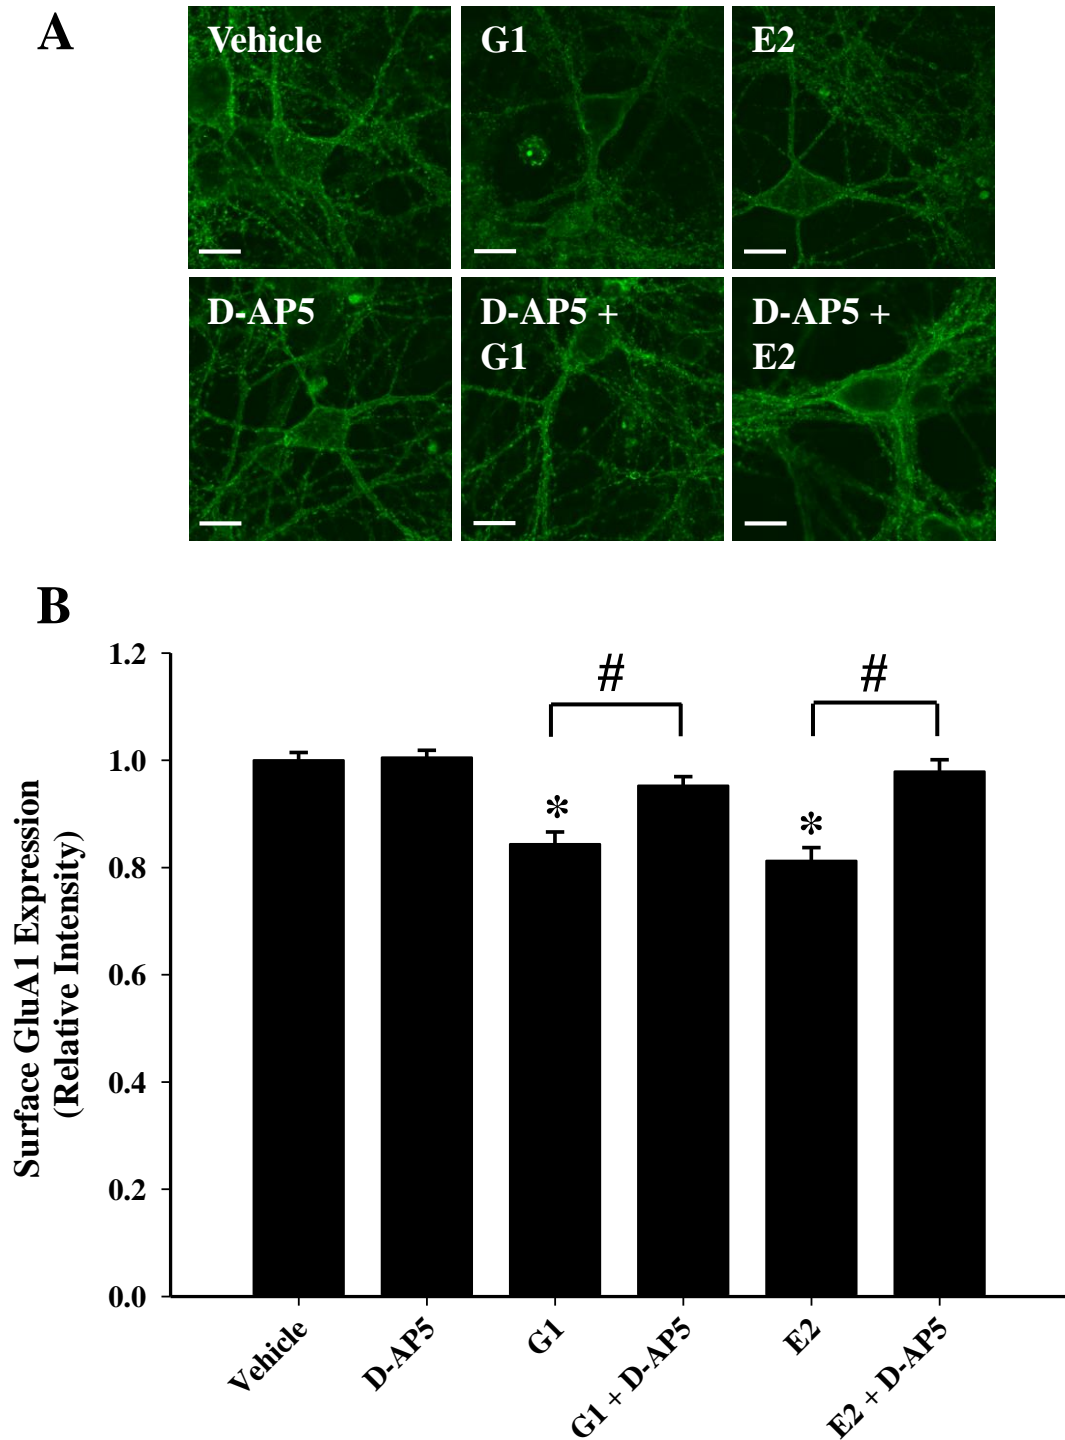 A
Vehicle
G1
E2
D-AP5
D-AP5 +
G1
D-AP5 +
E2
B
Surface GluA1 Expression
(Relative Intensity)
1.2
1.0
0.8
0.6
0.4
0.2
0.0
#
#
*
*
Vehicle
D-AP5
G1
G1 + D-AP5
E2
E2 + D-AP5